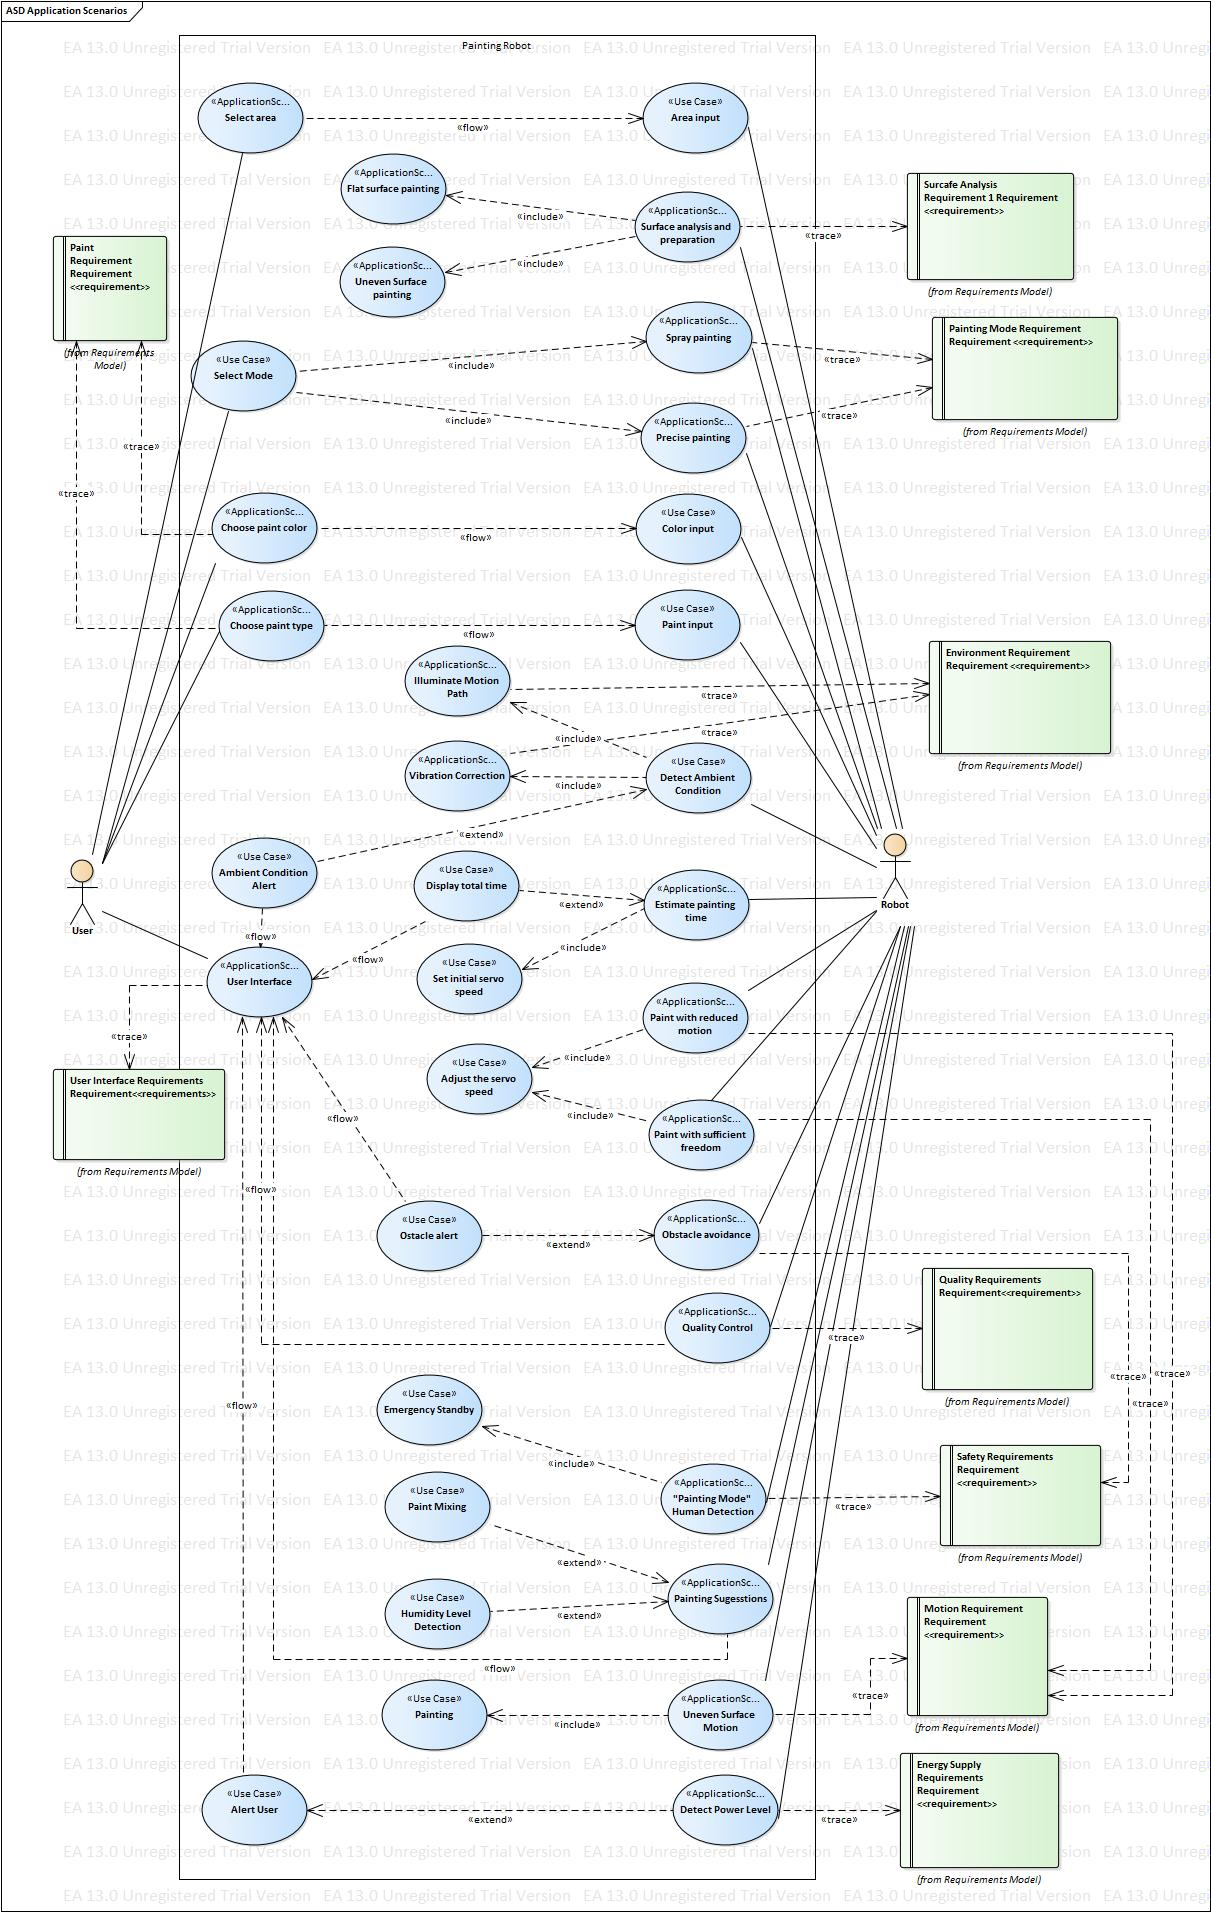 ASD Application Scenarios
EA 13.0 Unregistered Trial Version
Painting Robot
«ApplicationSc...
Select area
«flow»
«Use Case»
Area input
«ApplicationSc...
Flat surface painting
«include»
«ApplicationSc...
Surface analysis and
preparation
«trace»
Surcafe Analysis
Requirement 1 Requirement
<<requirement>>
(from Requirements Model)
«include»
«ApplicationSc...
Uneven Surface
painting
Paint
Requirement
Requirement
<<requirement>>
(from Requirements
Model)
«ApplicationSc...
Spray painting
«trace»
Painting Mode Requirement
Requirement <<requirement>>
(from Requirements Model)
«Use Case»
Select Mode
«include»
«include»
«ApplicationSc...
Precise painting
«trace»
«trace»
«trace»
«ApplicationSc...
Choose paint color
«flow»
«Use Case»
Color input
«ApplicationSc...
Choose paint type
«flow»
«Use Case»
Paint input
«ApplicationSc...
Illuminate Motion
Path
«trace»
Environment Requirement
Requirement <<requirement>>
(from Requirements Model)
«include»
«trace»
«ApplicationSc...
Vibration Correction
«include»
«Use Case»
Detect Ambient
Condition
«extend»
«Use Case»
Ambient Condition
Alert
«flow»
«Use Case»
Display total time
«extend»
«ApplicationSc...
Estimate painting
time
Robot
User
«flow»
«include»
«ApplicationSc...
User Interface
«Use Case»
Set initial servo
speed
«trace»
User Interface Requirements
Requirement<<requirements>>
(from Requirements Model)
«ApplicationSc...
Paint with reduced
motion
«include»
«Use Case»
Adjust the servo
speed
«include»
«ApplicationSc...
Paint with sufficient
freedom
«flow»
«flow»
«Use Case»
Ostacle alert
«extend»
«ApplicationSc...
Obstacle avoidance
«ApplicationSc...
Quality Control
«trace»
Quality Requirements
Requirement<<requirement>>
(from Requirements Model)
«trace»
«trace»
«trace»
«flow»
«Use Case»
Emergency Standby
«include»
«ApplicationSc...
"Painting Mode"
Human Detection
«trace»
Safety Requirements
Requirement
<<requirement>>
(from Requirements Model)
«Use Case»
Paint Mixing
«extend»
«ApplicationSc...
Painting Sugesstions
«Use Case»
Humidity Level
Detection
«extend»
«flow»
Motion Requirement
Requirement
<<requirement>>
(from Requirements Model)
«trace»
«Use Case»
Painting
«include»
«ApplicationSc...
Uneven Surface
Motion
«Use Case»
Alert User
«extend»
«ApplicationSc...
Detect Power Level
«trace»
Energy Supply
Requirements
Requirement
<<requirement>>
(from Requirements Model)